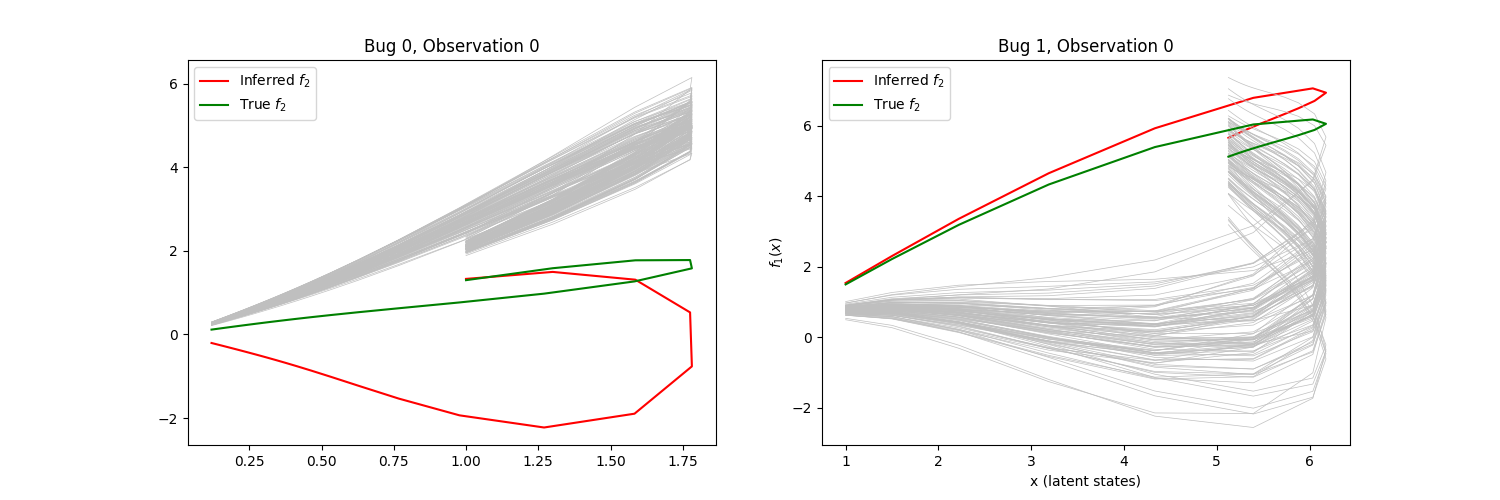 Bug 0, Observation 0
Inferred f₂
True f₂
6
4
2
0
−2
0.25 0.50 0.75 1.00 1.25 1.50 1.75
Bug 1, Observation 0
Inferred f₂
True f₂
f₁(x)
6
4
2
0
−2
1 2 3 4 5 6
x (latent states)